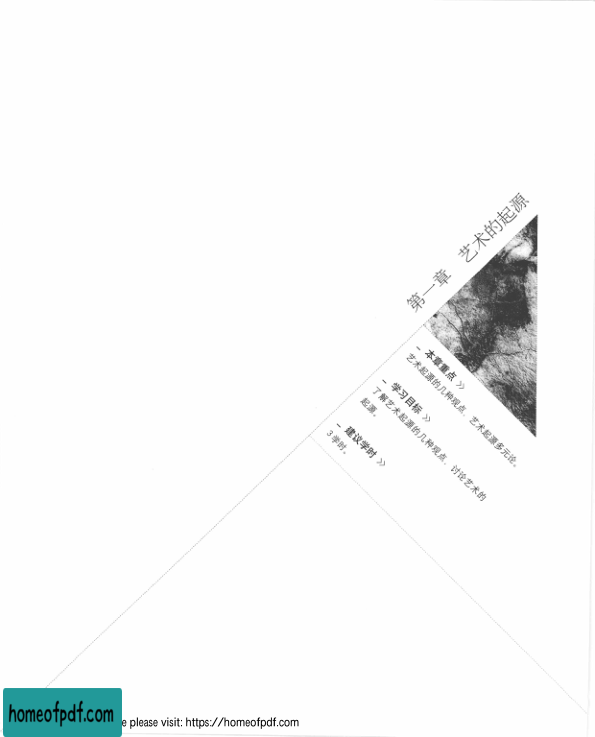 第一章 艺术的起源
一 本章重点 》
艺术起源的几种观点，艺术起源多元论。
一 学习目标 》
了解艺术起源的几种观点，讨论艺术的
起源。
一 建议学时 》
3 学时。
homeofpdf.com
e please visit: https://homeofpdf.com